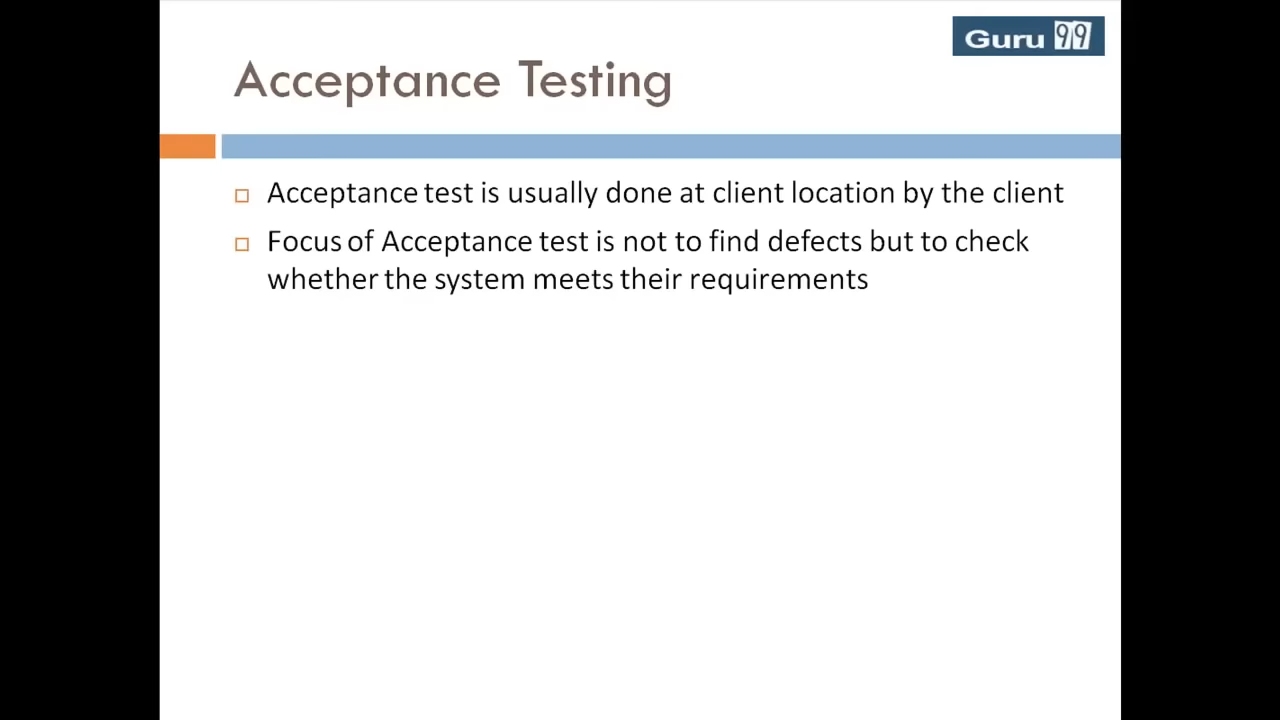 Guru 99
Acceptance Testing
Acceptance test is usually done at client location by the client
Focus of Acceptance test is not to find defects but to check
whether the system meets their requirements